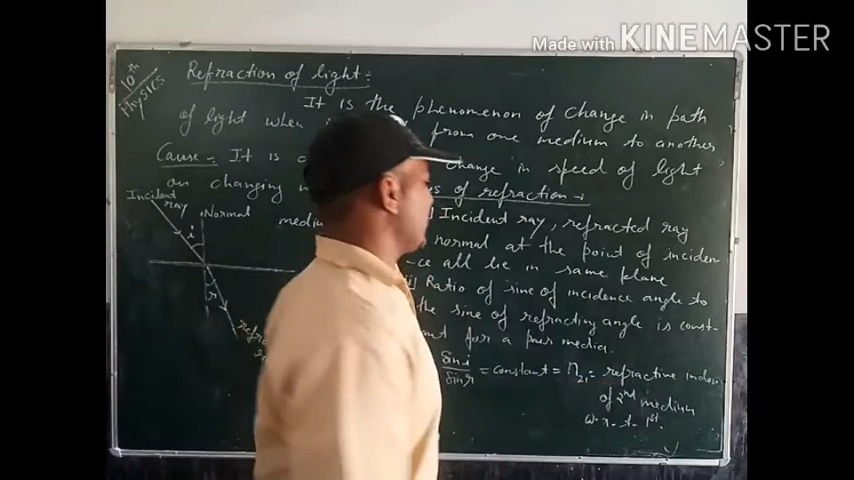 Made with KINEMASTER
10th
Physics
Refraction of light :-
It is the phenomenon of change in path
of light when from one medium to another
Cause :- It is change in speed of light
on changing medi
s of refraction :-
Incident ray
Normal
i
r
i) Incident ray, refracted ray
normal at the point of inciden
-ce all lie in same plane
ii) Ratio of sine of incidence angle to
the sine of refracting angle is const-
ant for a pair media.
sin i / sin r = constant = n21 = refractive index
of 2nd medium
w.r.t. 1st.